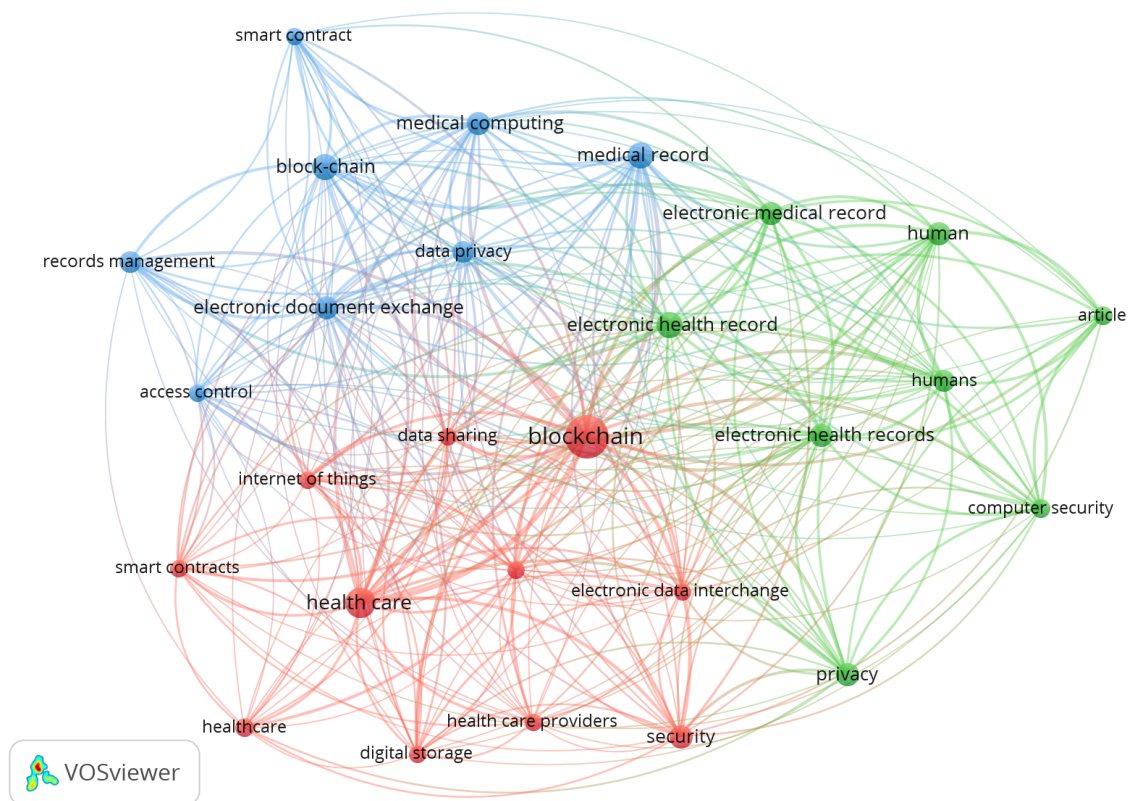 smart contract
medical computing
medical record
block-chain
electronic medical record
human
data privacy
records management
electronic document exchange
article
electronic health record
humans
access control
data sharing
blockchain
electronic health records
internet of things
computer security
smart contracts
electronic data interchange
health care
privacy
health care providers
healthcare
security
digital storage
VOSviewer